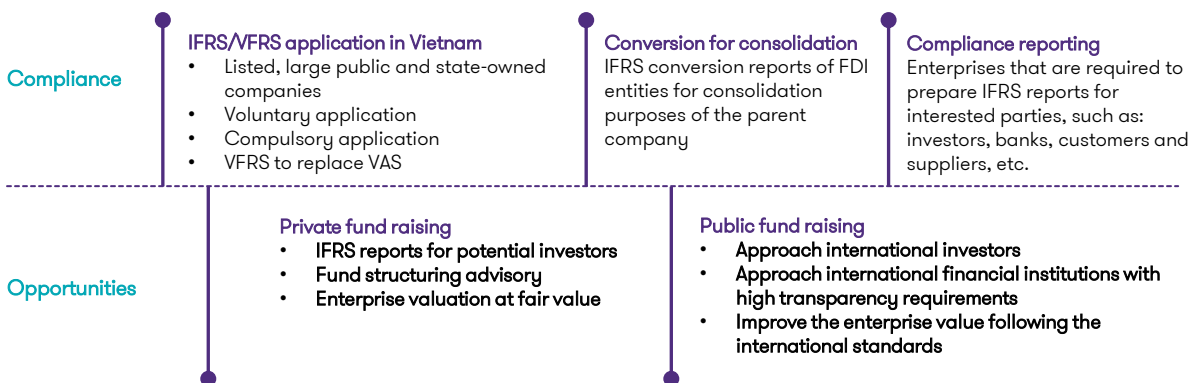 Compliance
IFRS/VFRS application in Vietnam
• Listed, large public and state-owned
companies
• Voluntary application
• Compulsory application
• VFRS to replace VAS
Conversion for consolidation
IFRS conversion reports of FDI
entities for consolidation
purposes of the parent
company
Compliance reporting
Enterprises that are required to
prepare IFRS reports for
interested parties, such as:
investors, banks, customers and
suppliers, etc.
Opportunities
Private fund raising
• IFRS reports for potential investors
• Fund structuring advisory
• Enterprise valuation at fair value
Public fund raising
• Approach international investors
• Approach international financial institutions with
high transparency requirements
• Improve the enterprise value following the
international standards